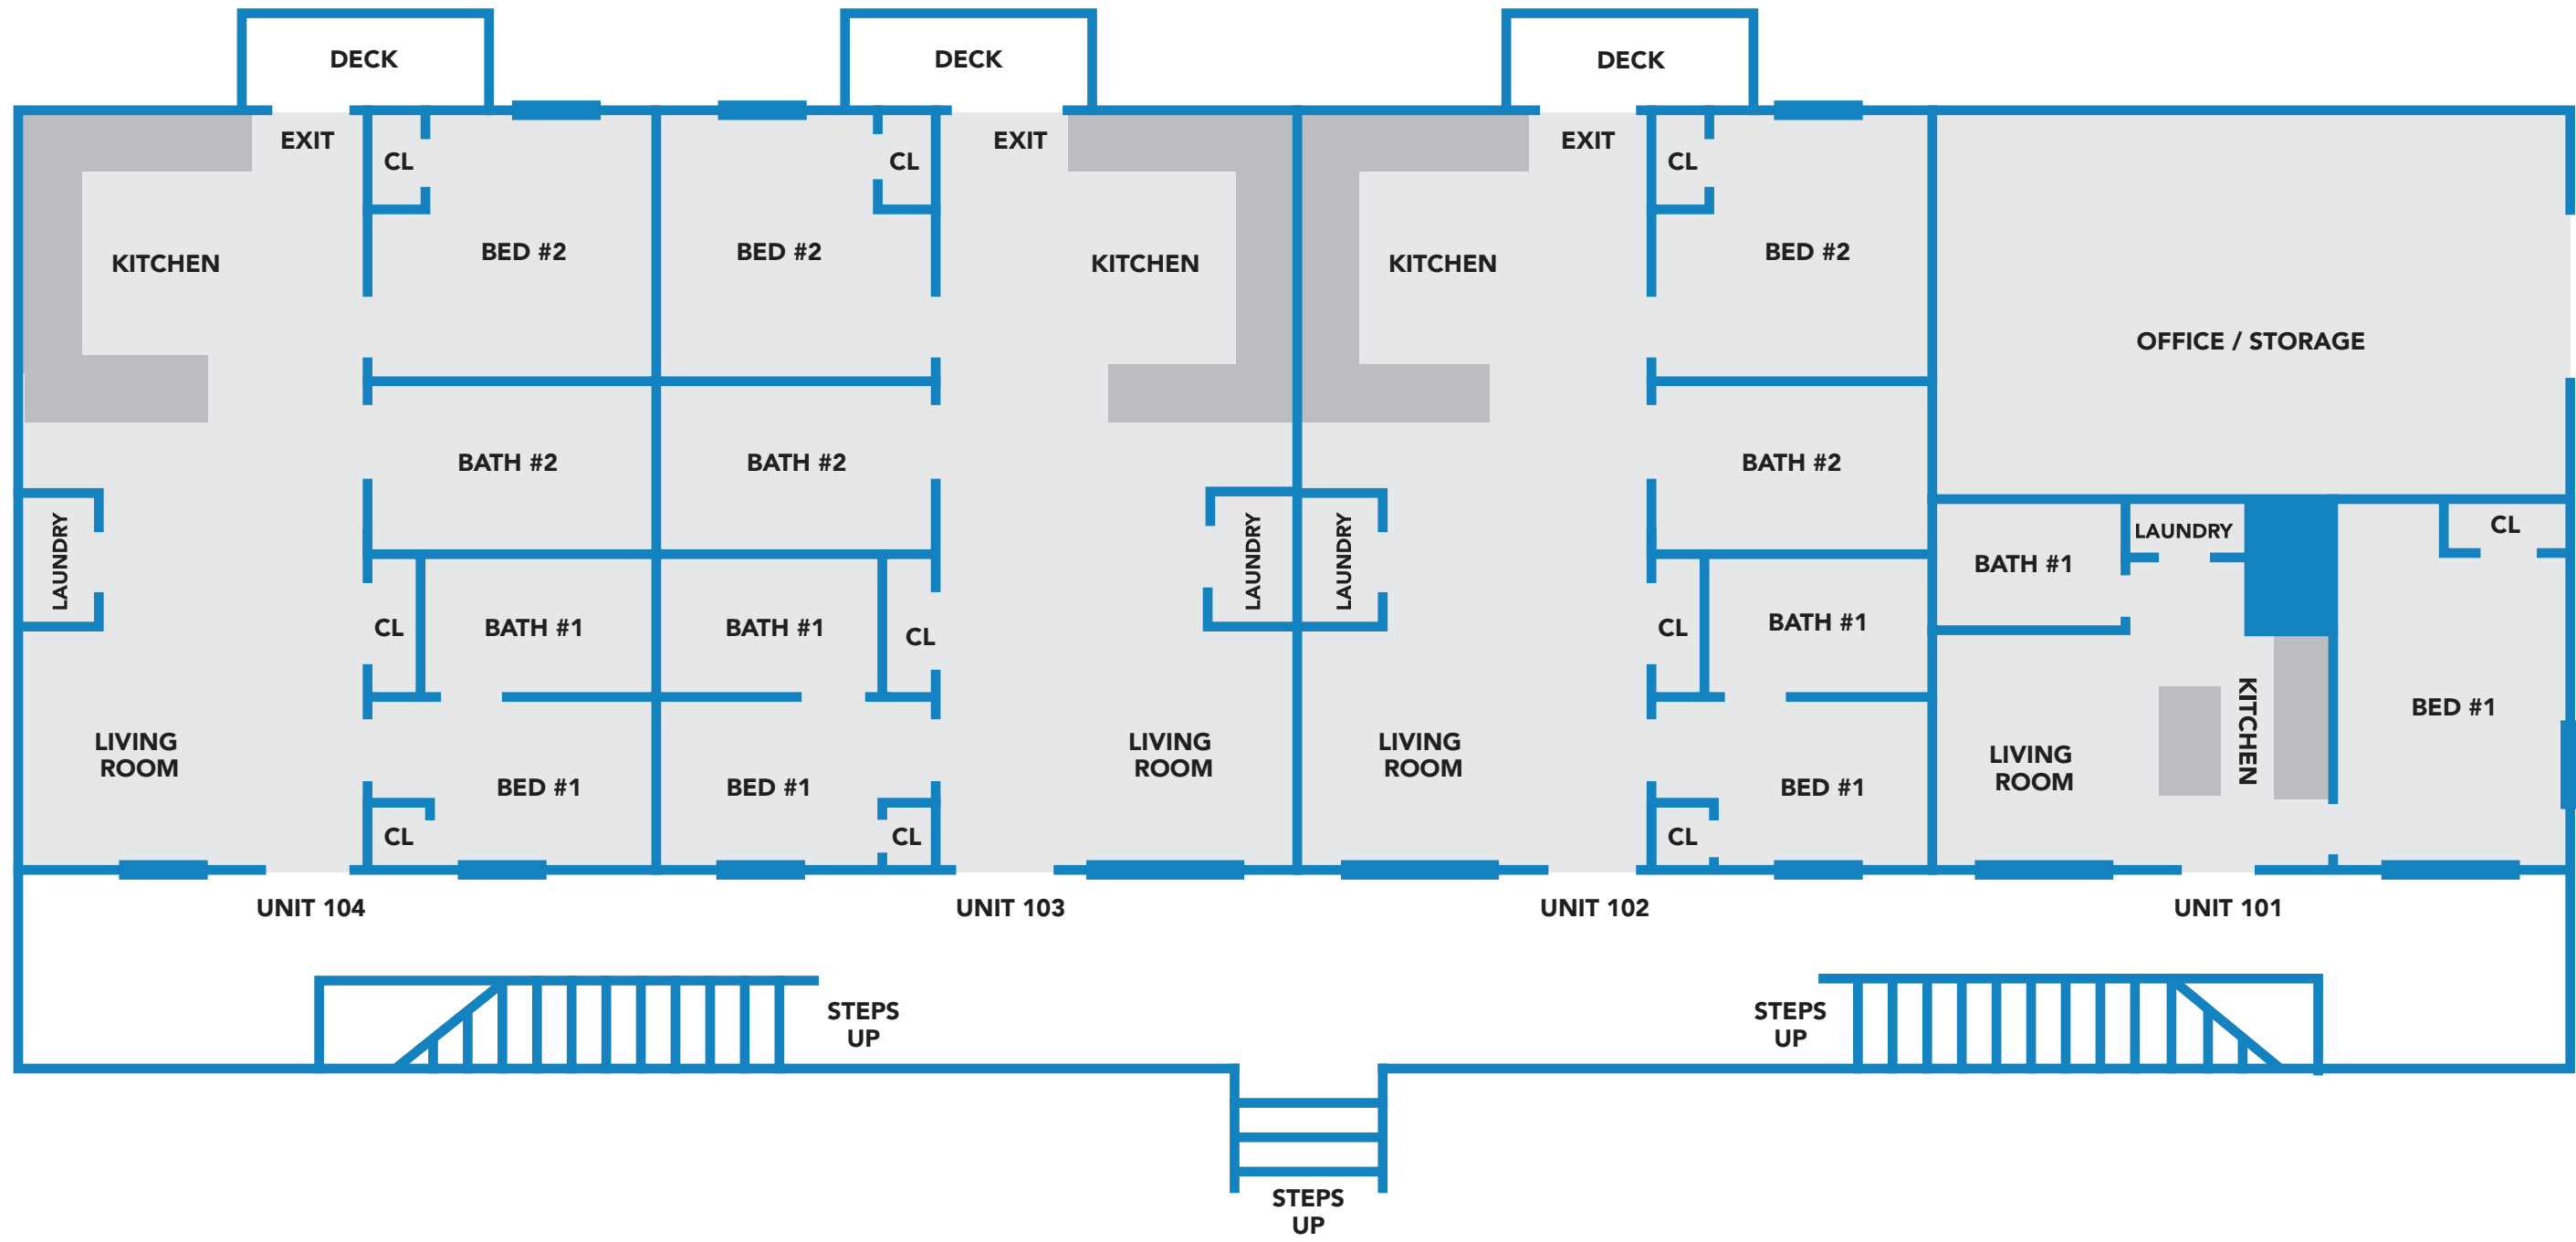 DECK
DECK
DECK
EXIT
EXIT
EXIT
CL
CL
CL
BED #2
BED #2
BED #2
KITCHEN
KITCHEN
KITCHEN
OFFICE / STORAGE
BATH #2
BATH #2
BATH #2
CL
LAUNDRY
LAUNDRY
LAUNDRY
LAUNDRY
BATH #1
BATH #1
CL
BATH #1
BATH #1
CL
CL
BED #1
KITCHEN
LIVING
ROOM
LIVING
ROOM
LIVING
ROOM
LIVING
ROOM
BED #1
BED #1
BED #1
CL
CL
CL
UNIT 104
UNIT 103
UNIT 102
UNIT 101
STEPS
UP
STEPS
UP
STEPS
UP